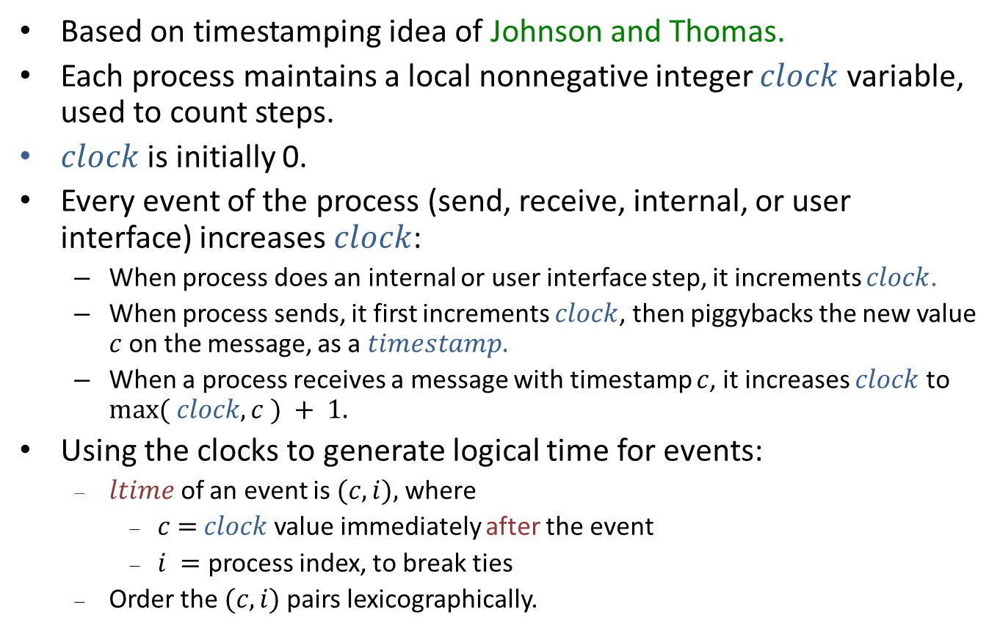 • Based on timestamping idea of Johnson and Thomas.
• Each process maintains a local nonnegative integer clock variable,
used to count steps.
• clock is initially 0.
• Every event of the process (send, receive, internal, or user
interface) increases clock:
– When process does an internal or user interface step, it increments clock.
– When process sends, it first increments clock, then piggybacks the new value
c on the message, as a timestamp.
– When a process receives a message with timestamp c, it increases clock to
max( clock, c ) + 1.
• Using the clocks to generate logical time for events:
– ltime of an event is (c, i), where
– c = clock value immediately after the event
– i = process index, to break ties
– Order the (c, i) pairs lexicographically.